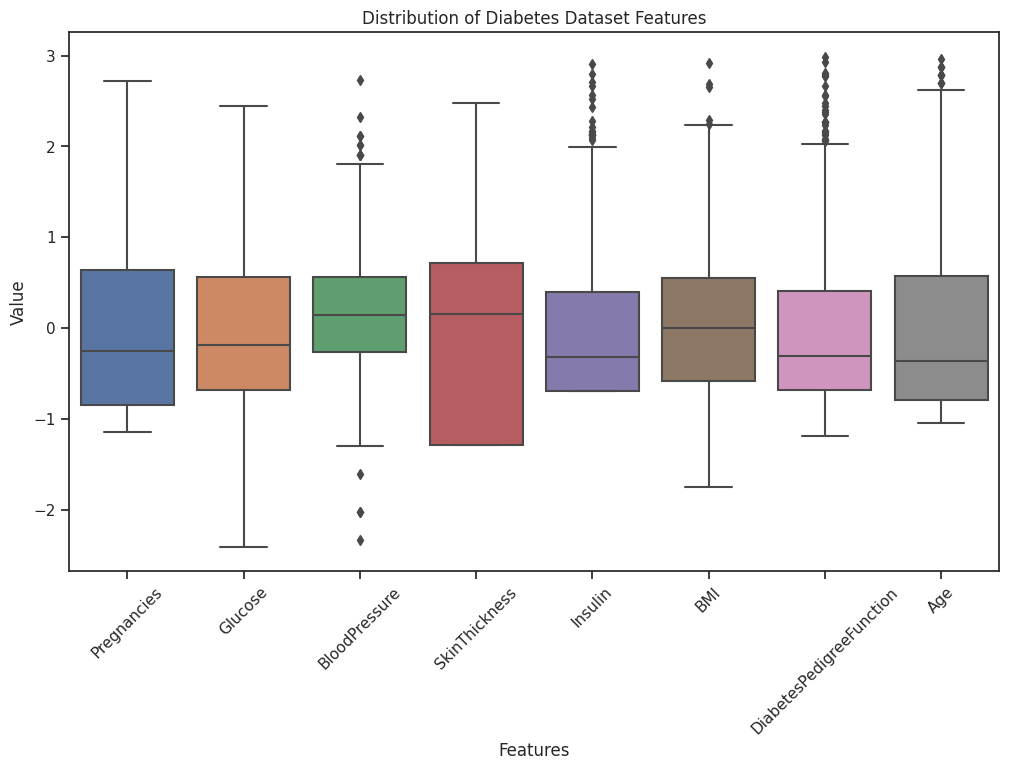 Distribution of Diabetes Dataset Features
3
2
1
0
−1
−2
Value
Pregnancies
Glucose
BloodPressure
SkinThickness
Insulin
BMI
DiabetesPedigreeFunction
Age
Features